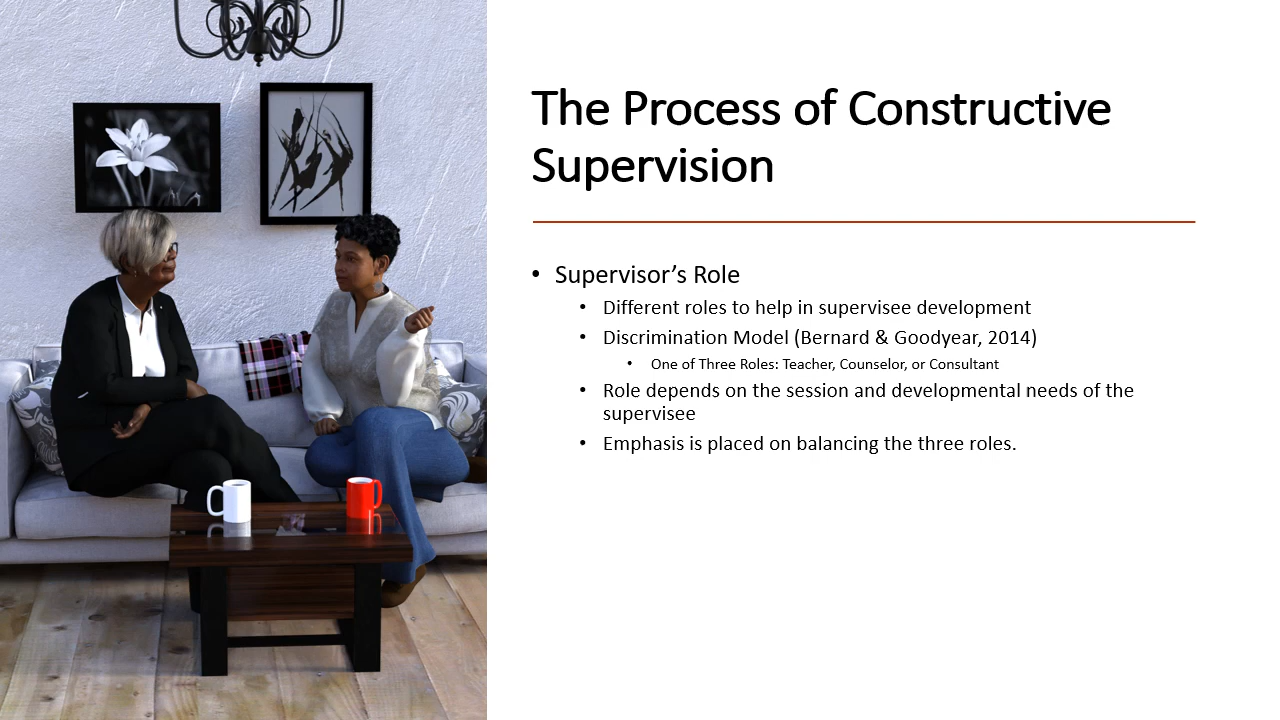 The Process of Constructive
Supervision
• Supervisor’s Role
• Different roles to help in supervisee development
• Discrimination Model (Bernard & Goodyear, 2014)
• One of Three Roles: Teacher, Counselor, or Consultant
• Role depends on the session and developmental needs of the
supervisee
• Emphasis is placed on balancing the three roles.